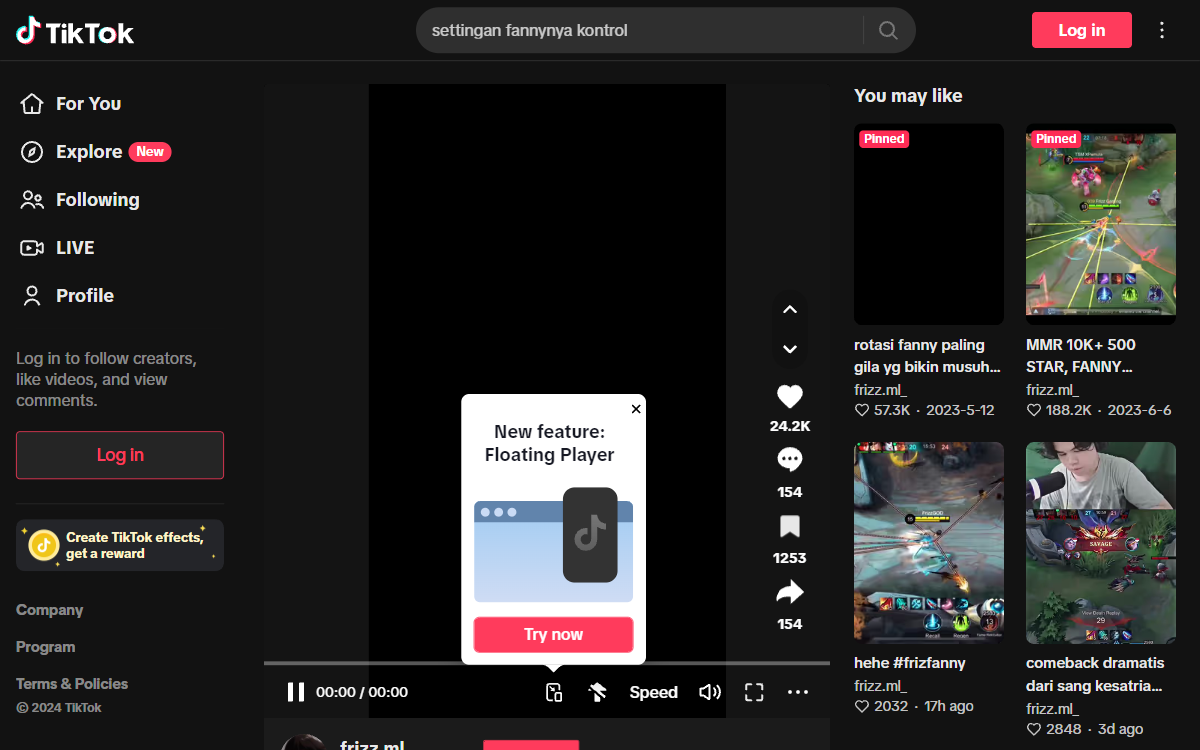 TikTok
settingan fannynya kontrol
Log in
For You
Explore New
Following
LIVE
Profile
Log in to follow creators,
like videos, and view
comments.
Log in
Create TikTok effects,
get a reward
Company
Program
Terms & Policies
© 2024 TikTok
New feature:
Floating Player
Try now
24.2K
154
1253
154
00:00 / 00:00
Speed
frizz.ml_
You may like
Pinned
rotasi fanny paling
gila yg bikin musuh...
frizz.ml_
57.3K · 2023-5-12
Pinned
MMR 10K+ 500
STAR, FANNY...
frizz.ml_
188.2K · 2023-6-6
Recall
Regen
hehe #frizfanny
frizz.ml_
2032 · 17h ago
SAVAGE
29
comeback dramatis
dari sang kesatria...
frizz.ml_
2848 · 3d ago